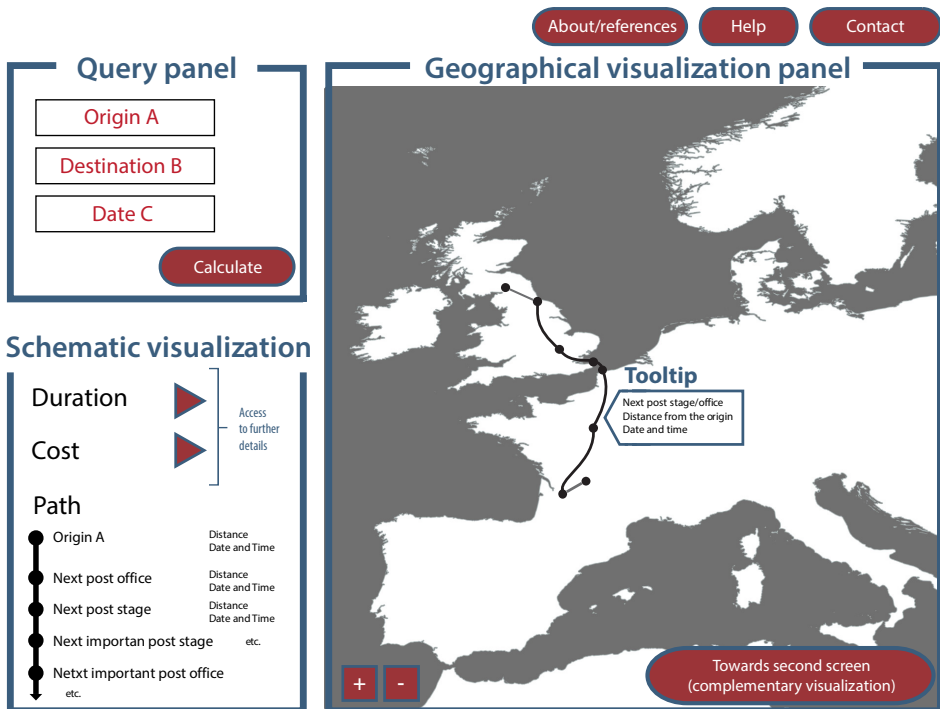 About/references
Help
Contact
Query panel
Origin A
Destination B
Date C
Calculate
Schematic visualization
Duration
Cost
Access
to further
details
Path
Origin A
Distance
Date and Time
Next post office
Distance
Date and Time
Next post stage
Distance
Date and Time
Next importan post stage
etc.
Netxt important post office
etc.
Geographical visualization panel
Tooltip
Next post stage/office
Distance from the origin
Date and time
+
-
Towards second screen
(complementary visualization)